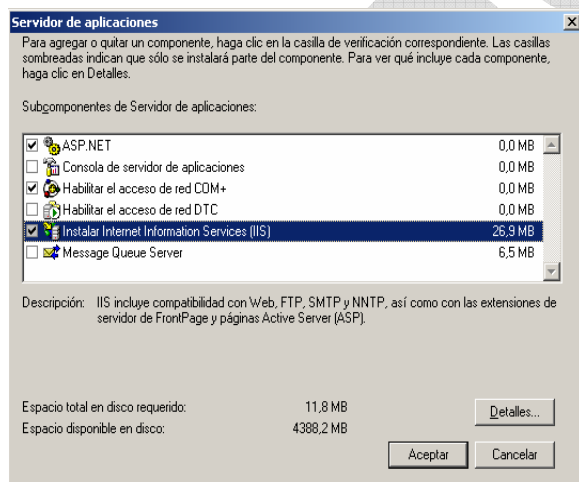 Servidor de aplicaciones
Para agregar o quitar un componente, haga clic en la casilla de verificación correspondiente. Las casillas
sombreadas indican que sólo se instalará parte del componente. Para ver qué incluye cada componente,
haga clic en Detalles.
Subcomponentes de Servidor de aplicaciones:
ASP.NET 0,0 MB
Consola de servidor de aplicaciones 0,0 MB
Habilitar el acceso de red COM+ 0,0 MB
Habilitar el acceso de red DTC 0,0 MB
Instalar Internet Information Services (IIS) 26,9 MB
Message Queue Server 6,5 MB
Descripción: IIS incluye compatibilidad con Web, FTP, SMTP y NNTP, así como con las extensiones de
servidor de FrontPage y páginas Active Server (ASP).
Espacio total en disco requerido: 11,8 MB
Espacio disponible en disco: 4388,2 MB
Detalles...
Aceptar Cancelar